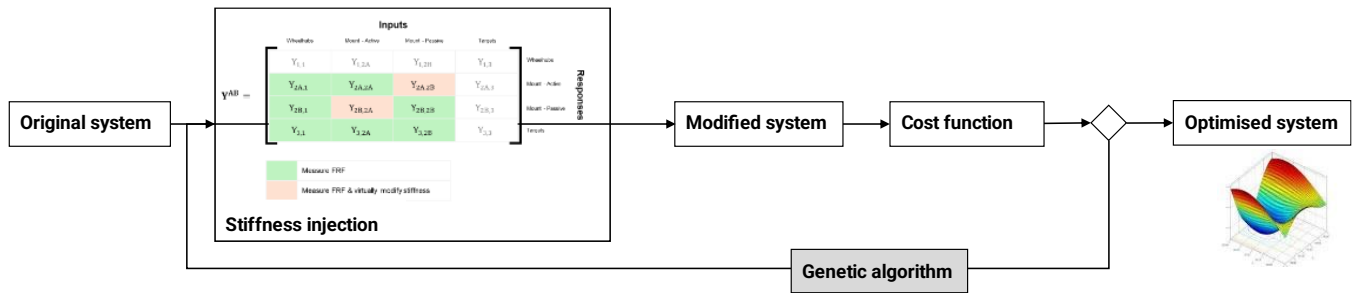 Inputs
Wheelhubs Mount - Active Mount - Passive Targets
Y1,1 Y1,2A Y1,2B Y1,3 Wheelhubs
Y2A,1 Y2A,2A Y2A,2B Y2A,3 Mount - Active
Y^AB =
Y2B,1 Y2B,2A Y2B,2B Y2B,3 Mount - Passive
Y3,1 Y3,2A Y3,2B Y3,3 Targets
Responses
Measure FRF
Measure FRF & virtually modify stiffness
Stiffness injection
Original system
Modified system
Cost function
Optimised system
Genetic algorithm